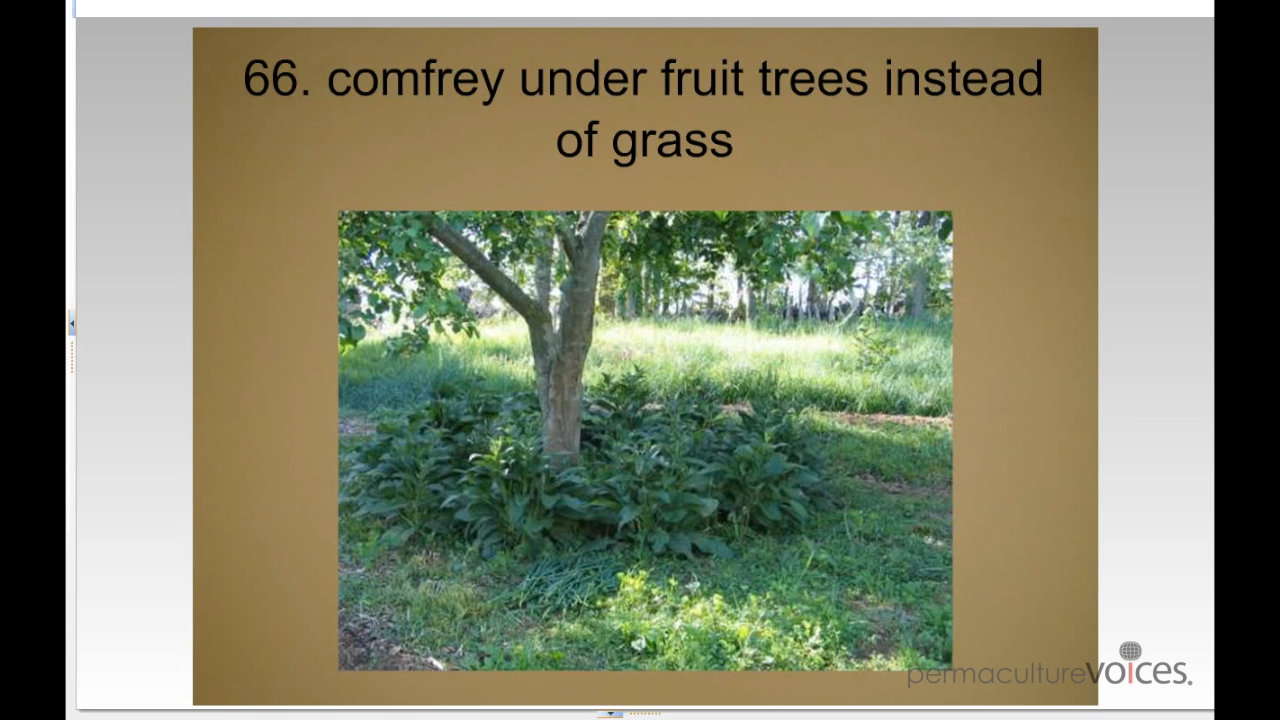 66. comfrey under fruit trees instead
of grass
permaculturevoices.